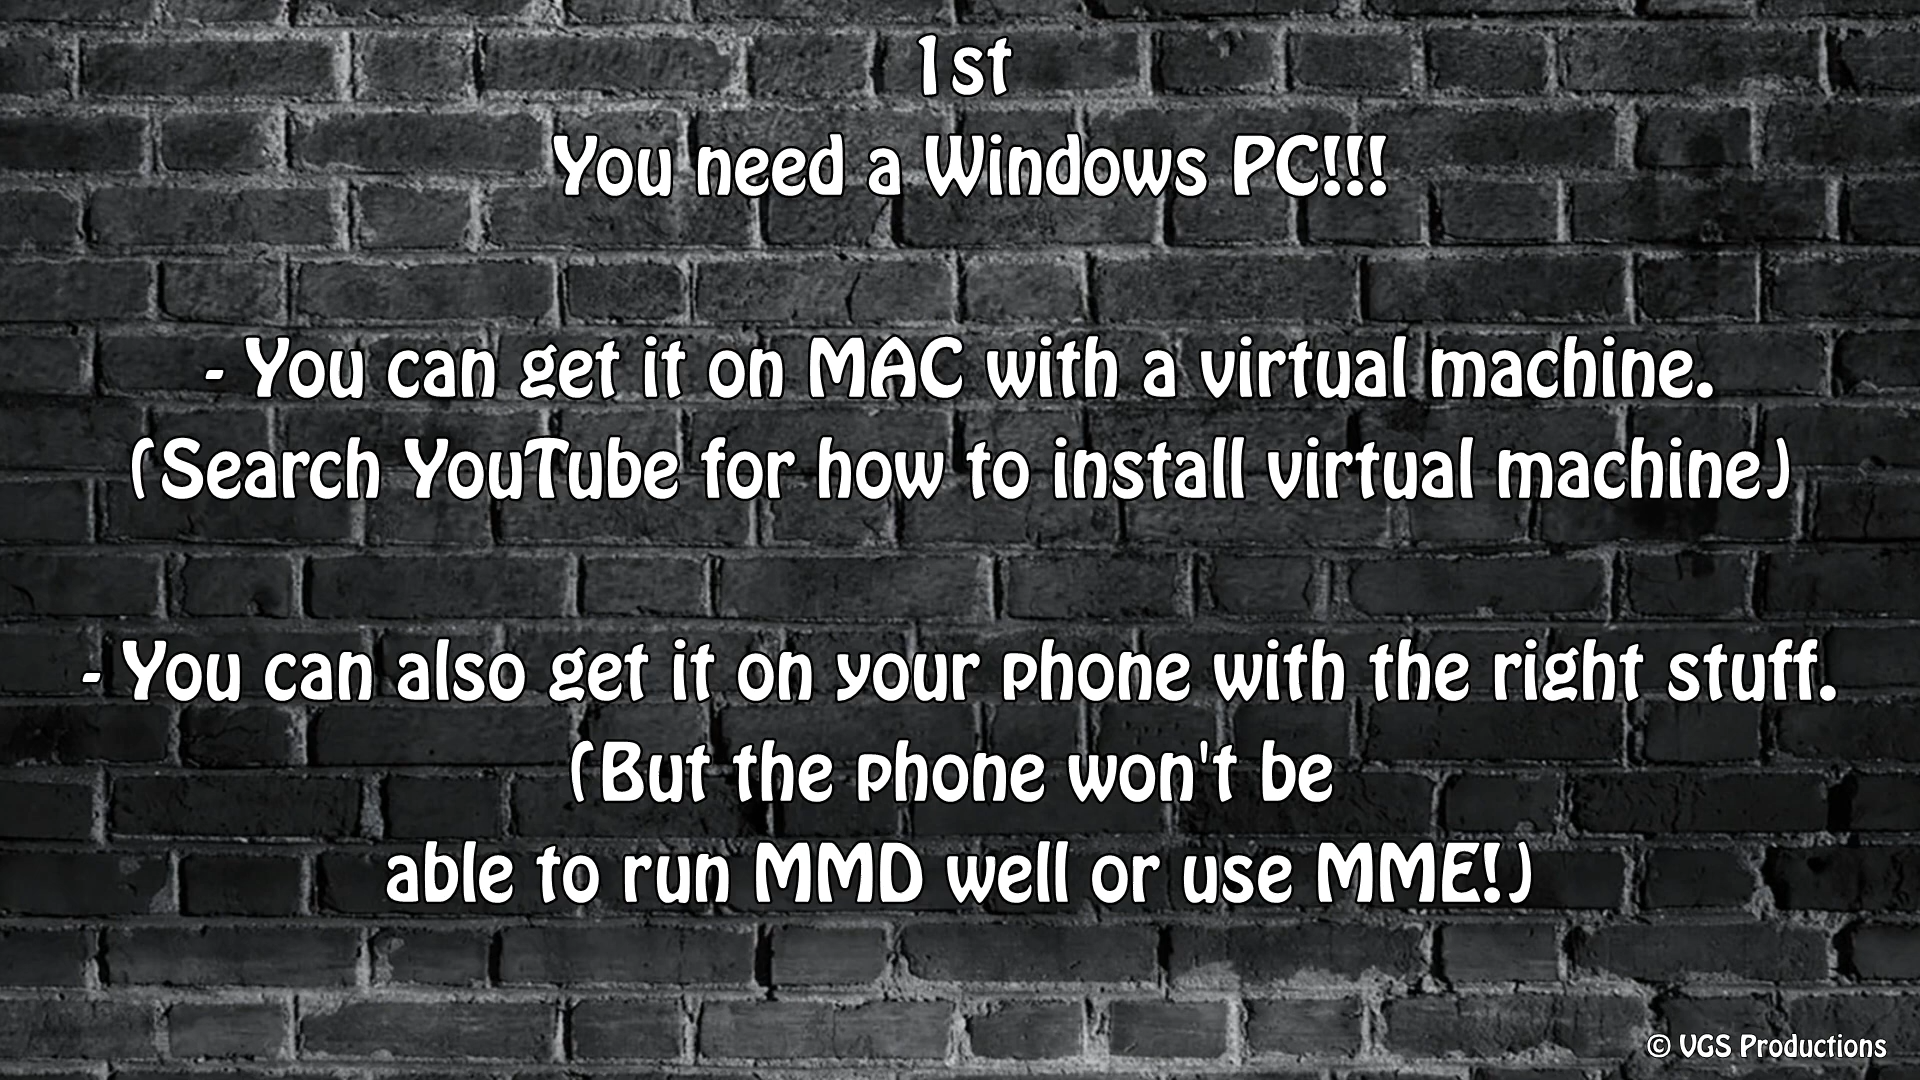 1st
You need a Windows PC!!!
- You can get it on MAC with a virtual machine.
(Search YouTube for how to install virtual machine)
- You can also get it on your phone with the right stuff.
(But the phone won't be
able to run MMD well or use MME!)
© VGS Productions